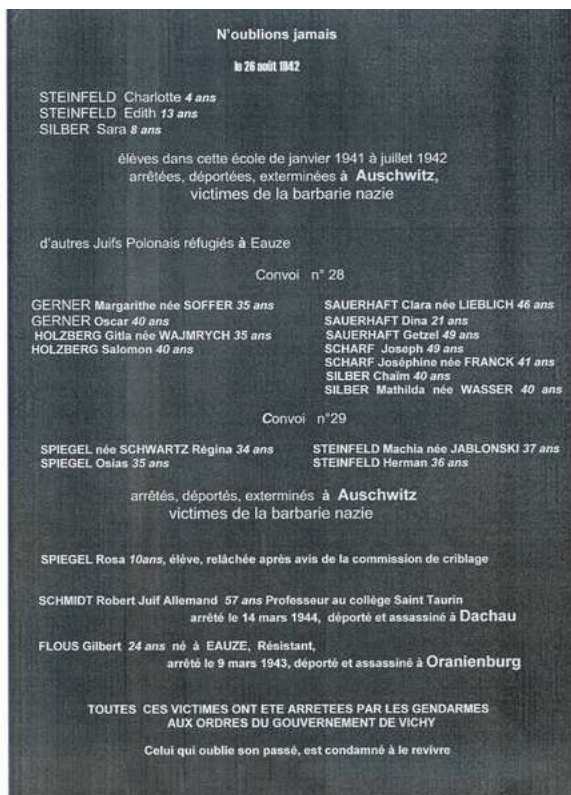 N'oublions jamais
le 26 août 1942
STEINFELD Charlotte 4 ans
STEINFELD Edith 13 ans
SILBER Sara 8 ans
élèves dans cette école de janvier 1941 à juillet 1942
arrêtées, déportées, exterminées à Auschwitz,
victimes de la barbarie nazie
d'autres Juifs Polonais réfugiés à Eauze
Convoi n° 28
GERNER Margarithe née SOFFER 35 ans
GERNER Oscar 40 ans
HOLZBERG Gitla née WAJMRYCH 35 ans
HOLZBERG Salomon 40 ans
SAUERHAFT Clara née LIEBLICH 46 ans
SAUERHAFT Dina 21 ans
SAUERHAFT Getzel 49 ans
SCHARF Joseph 49 ans
SCHARF Joséphine née FRANCK 41 ans
SILBER Chaïm 40 ans
SILBER Mathilda née WASSER 40 ans
Convoi n°29
SPIEGEL née SCHWARTZ Régina 34 ans
SPIEGEL Osias 35 ans
STEINFELD Machia née JABLONSKI 37 ans
STEINFELD Herman 36 ans
arrêtés, déportés, exterminés à Auschwitz
victimes de la barbarie nazie
SPIEGEL Rosa 10ans, élève, relâchée après avis de la commission de criblage
SCHMIDT Robert Juif Allemand 57 ans Professeur au collège Saint Taurin
arrêté le 14 mars 1944, déporté et assassiné à Dachau
FLOUS Gilbert 24 ans né à EAUZE, Résistant,
arrêté le 9 mars 1943, déporté et assassiné à Oranienburg
TOUTES CES VICTIMES ONT ETE ARRETEES PAR LES GENDARMES
AUX ORDRES DU GOUVERNEMENT DE VICHY
Celui qui oublie son passé, est condamné à le revivre